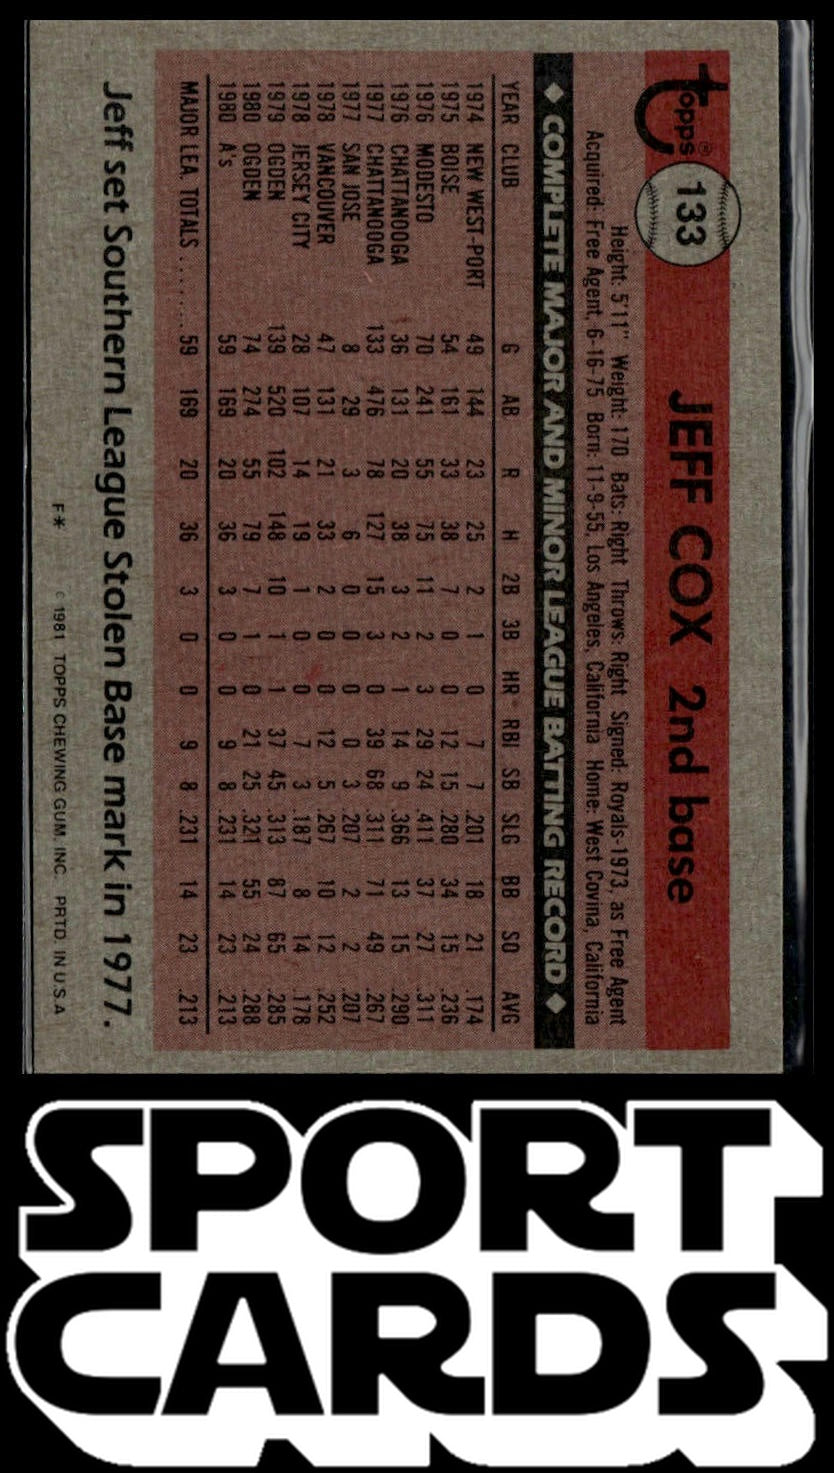 Topps®
133
JEFF COX 2nd base
Height: 5'11" Weight: 170 Bats: Right Throws: Right Signed: Royals-1973, as Free Agent
Acquired: Free Agent, 6-16-75 Born: 11-9-55, Los Angeles, California Home: West Covina, California
◆ COMPLETE MAJOR AND MINOR LEAGUE BATTING RECORD ◆
YEAR CLUB G AB R H 2B 3B HR RBI SB SLG BB SO AVG
1974 NEW WEST-PORT 49 144 23 25 2 1 0 7 7 .201 18 21 .174
1975 BOISE 54 161 33 38 7 0 0 12 15 .280 34 15 .236
1976 MODESTO 70 241 55 75 11 2 3 29 24 .411 37 27 .311
1976 CHATTANOOGA 36 131 20 38 3 2 1 14 9 .366 13 15 .290
1977 CHATTANOOGA 133 476 78 127 15 3 0 39 68 .311 71 49 .267
1977 SAN JOSE 8 29 3 6 0 0 0 0 3 .207 2 2 .207
1978 VANCOUVER 47 131 21 33 2 0 0 12 5 .267 10 12 .252
1978 JERSEY CITY 28 107 14 19 1 0 0 7 3 .187 8 14 .178
1979 OGDEN 139 520 102 148 10 1 1 37 45 .313 87 65 .285
1980 OGDEN 74 274 55 79 7 1 0 21 25 .321 55 24 .288
1980 A's 59 169 20 36 3 0 0 9 8 .231 14 23 .213
MAJOR LEA. TOTALS....... 59 169 20 36 3 0 0 9 8 .231 14 23 .213
Jeff set Southern League Stolen Base mark in 1977.
F* © 1981 TOPPS CHEWING GUM, INC. PRTD. IN U.S.A
SPORT
CARDS